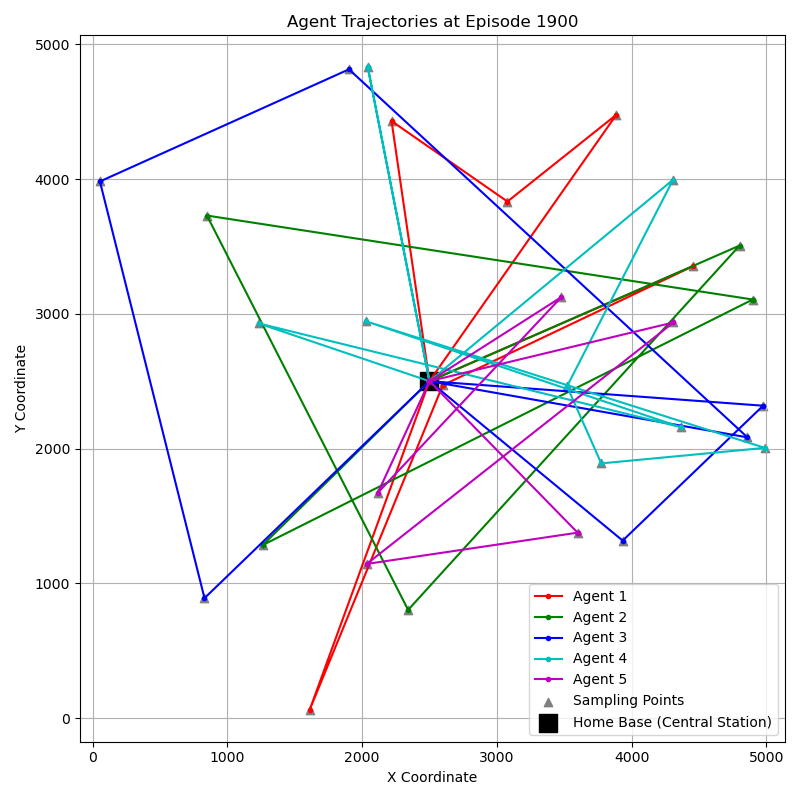 Agent Trajectories at Episode 1900
5000
4000
3000
2000
1000
0
Y Coordinate
0 1000 2000 3000 4000 5000
X Coordinate
Agent 1
Agent 2
Agent 3
Agent 4
Agent 5
Sampling Points
Home Base (Central Station)